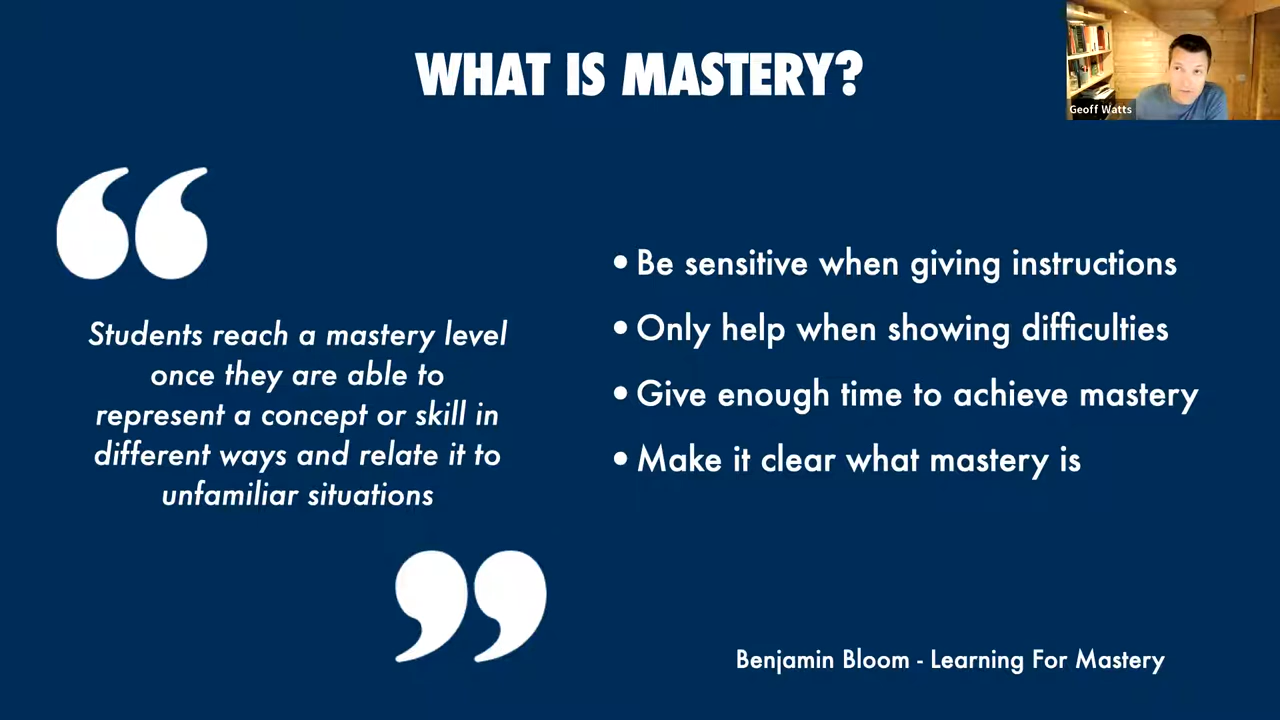 WHAT IS MASTERY?
Geoff Watts
“
Students reach a mastery level
once they are able to
represent a concept or skill in
different ways and relate it to
unfamiliar situations
”
• Be sensitive when giving instructions
• Only help when showing difficulties
• Give enough time to achieve mastery
• Make it clear what mastery is
Benjamin Bloom - Learning For Mastery